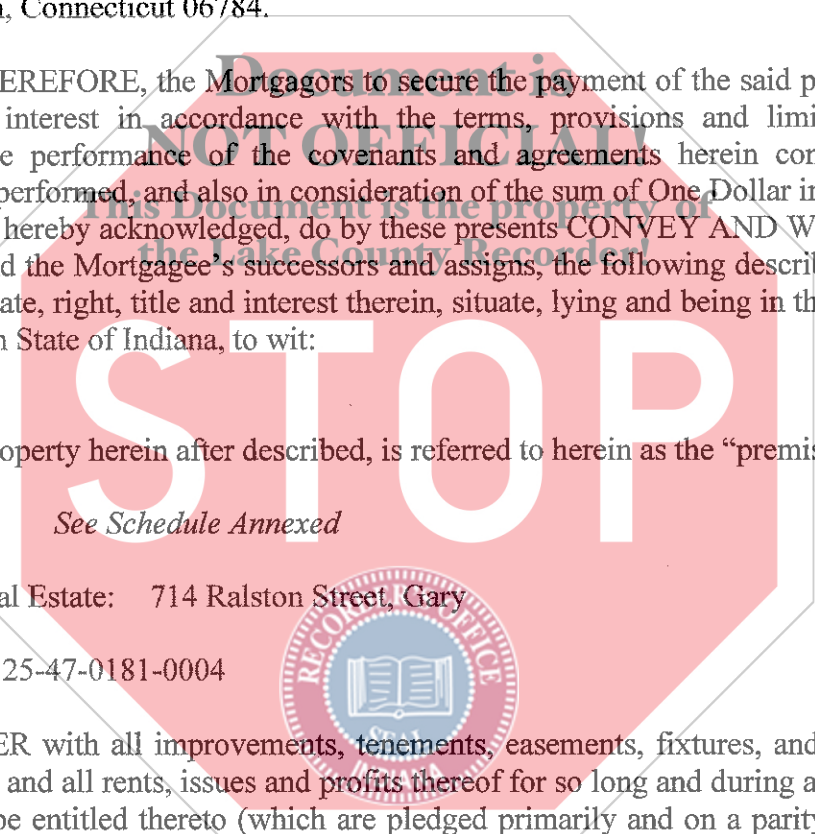 , Connecticut 06784.
Document is
EREFORE, the Mortgagors to secure the payment of the said p
interest in accordance with the terms, provisions and limi
NOT OFFICIAL!
e performance of the covenants and agreements herein con
performed, and also in consideration of the sum of One Dollar i
This Document is the property of
hereby acknowledged, do by these presents CONVEY AND W
the Lake County Recorder!
d the Mortgagee's successors and assigns, the following descri
ate, right, title and interest therein, situate, lying and being in th
n State of Indiana, to wit:
STOP
operty herein after described, is referred to herein as the “premis
See Schedule Annexed
al Estate: 714 Ralston Street, Gary
RECORDER'S OFFICE
25-47-0181-0004
SEAL
INDIANA
ER with all improvements, tenements, easements, fixtures, and
and all rents, issues and profits thereof for so long and during a
be entitled thereto (which are pledged primarily and on a parity